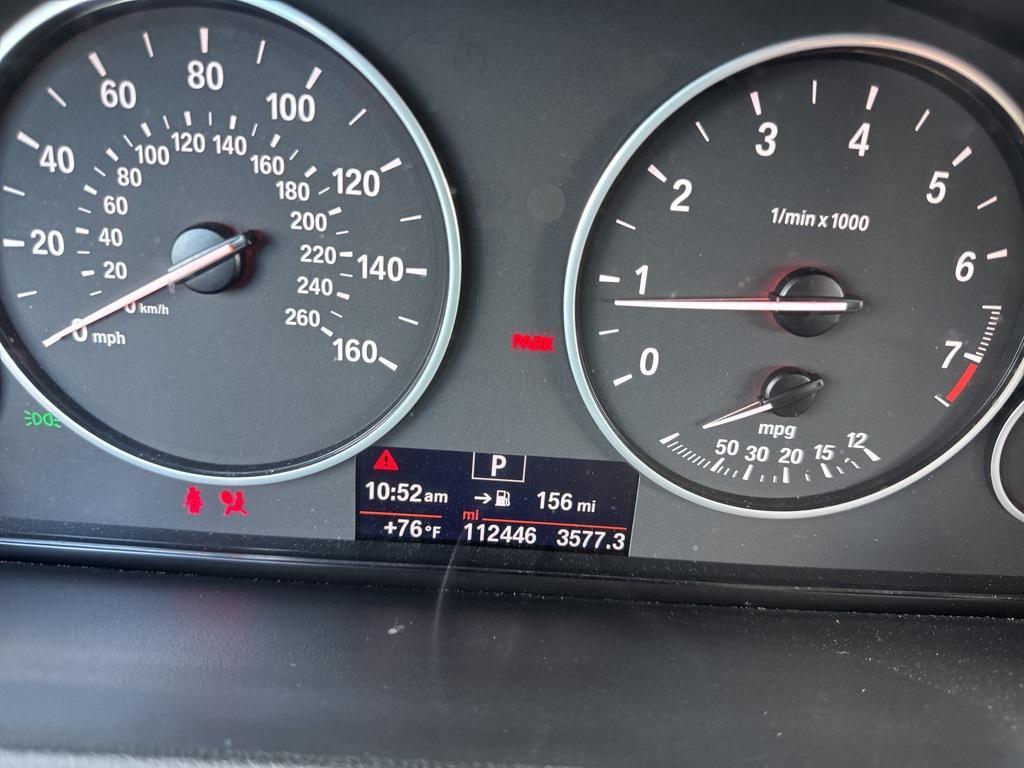 20 40 60 80 100 120 140 160
0 mph
20 40 60 80 100 120 140 160 180 200 220 240 260
0 km/h
0 1 2 3 4 5 6 7
1/min x 1000
PARK
mpg
50 30 20 15 12
P
10:52 am 156 mi
mi
+76°F 112446 3577.3